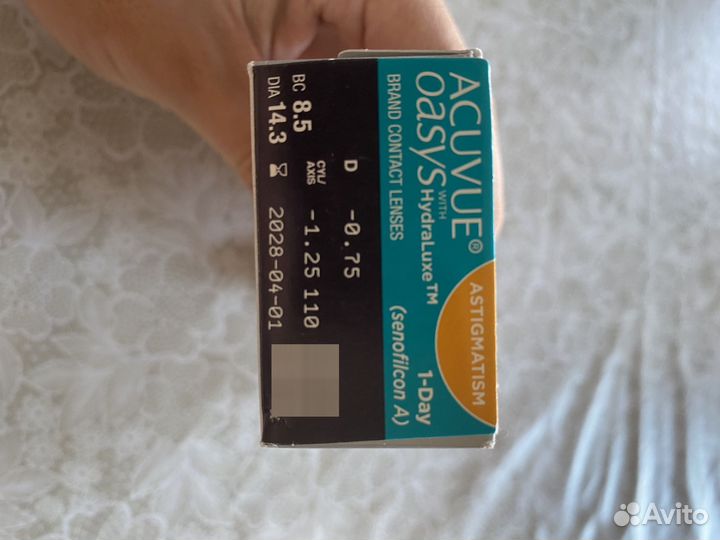 ACUVUE®
OASYS WITH HydraLuxe™ 1-Day
BRAND CONTACT LENSES (senofilcon A)
ASTIGMATISM
D -0.75
BC 8.5 CYL/AXIS -1.25 110
DIA 14.3 2028-04-01
Avito